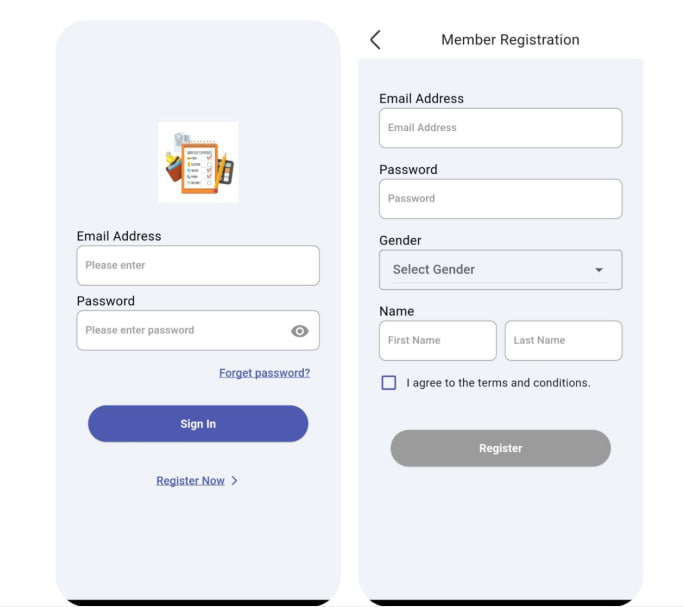 Email Address
Please enter
Password
Please enter password
Forget password?
Sign In
Register Now
Member Registration
Email Address
Email Address
Password
Password
Gender
Select Gender
Name
First Name
Last Name
I agree to the terms and conditions.
Register